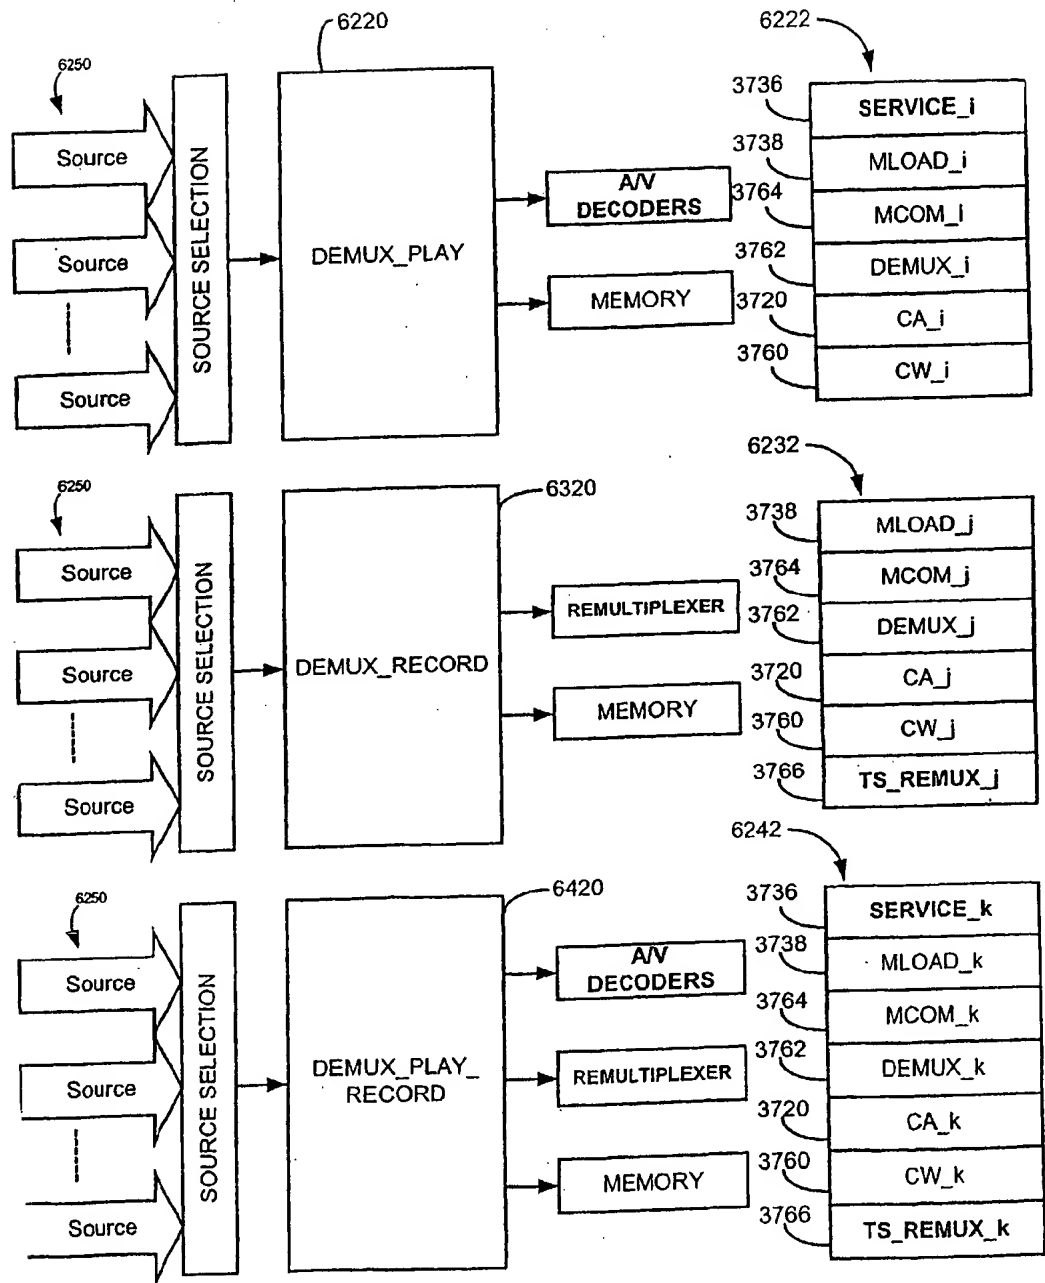 6220
6222
6250
3736
SERVICE_i
3738
MLOAD_i
Source
SOURCE SELECTION
A/V
DECODERS
3764
MCOM_i
Source
DEMUX_PLAY
3762
DEMUX_i
MEMORY
3720
CA_i
3760
CW_i
Source
6232
6250
6320
3738
MLOAD_j
Source
SOURCE SELECTION
3764
MCOM_j
REMULTIPLEXER
3762
DEMUX_j
Source
DEMUX_RECORD
3720
CA_j
MEMORY
3760
CW_j
3766
TS_REMUX_j
Source
6242
6250
6420
3736
SERVICE_k
3738
MLOAD_k
Source
SOURCE SELECTION
A/V
DECODERS
3764
MCOM_k
3762
DEMUX_k
Source
DEMUX_PLAY_
RECORD
REMULTIPLEXER
3720
CA_k
3760
CW_k
MEMORY
3766
TS_REMUX_k
Source